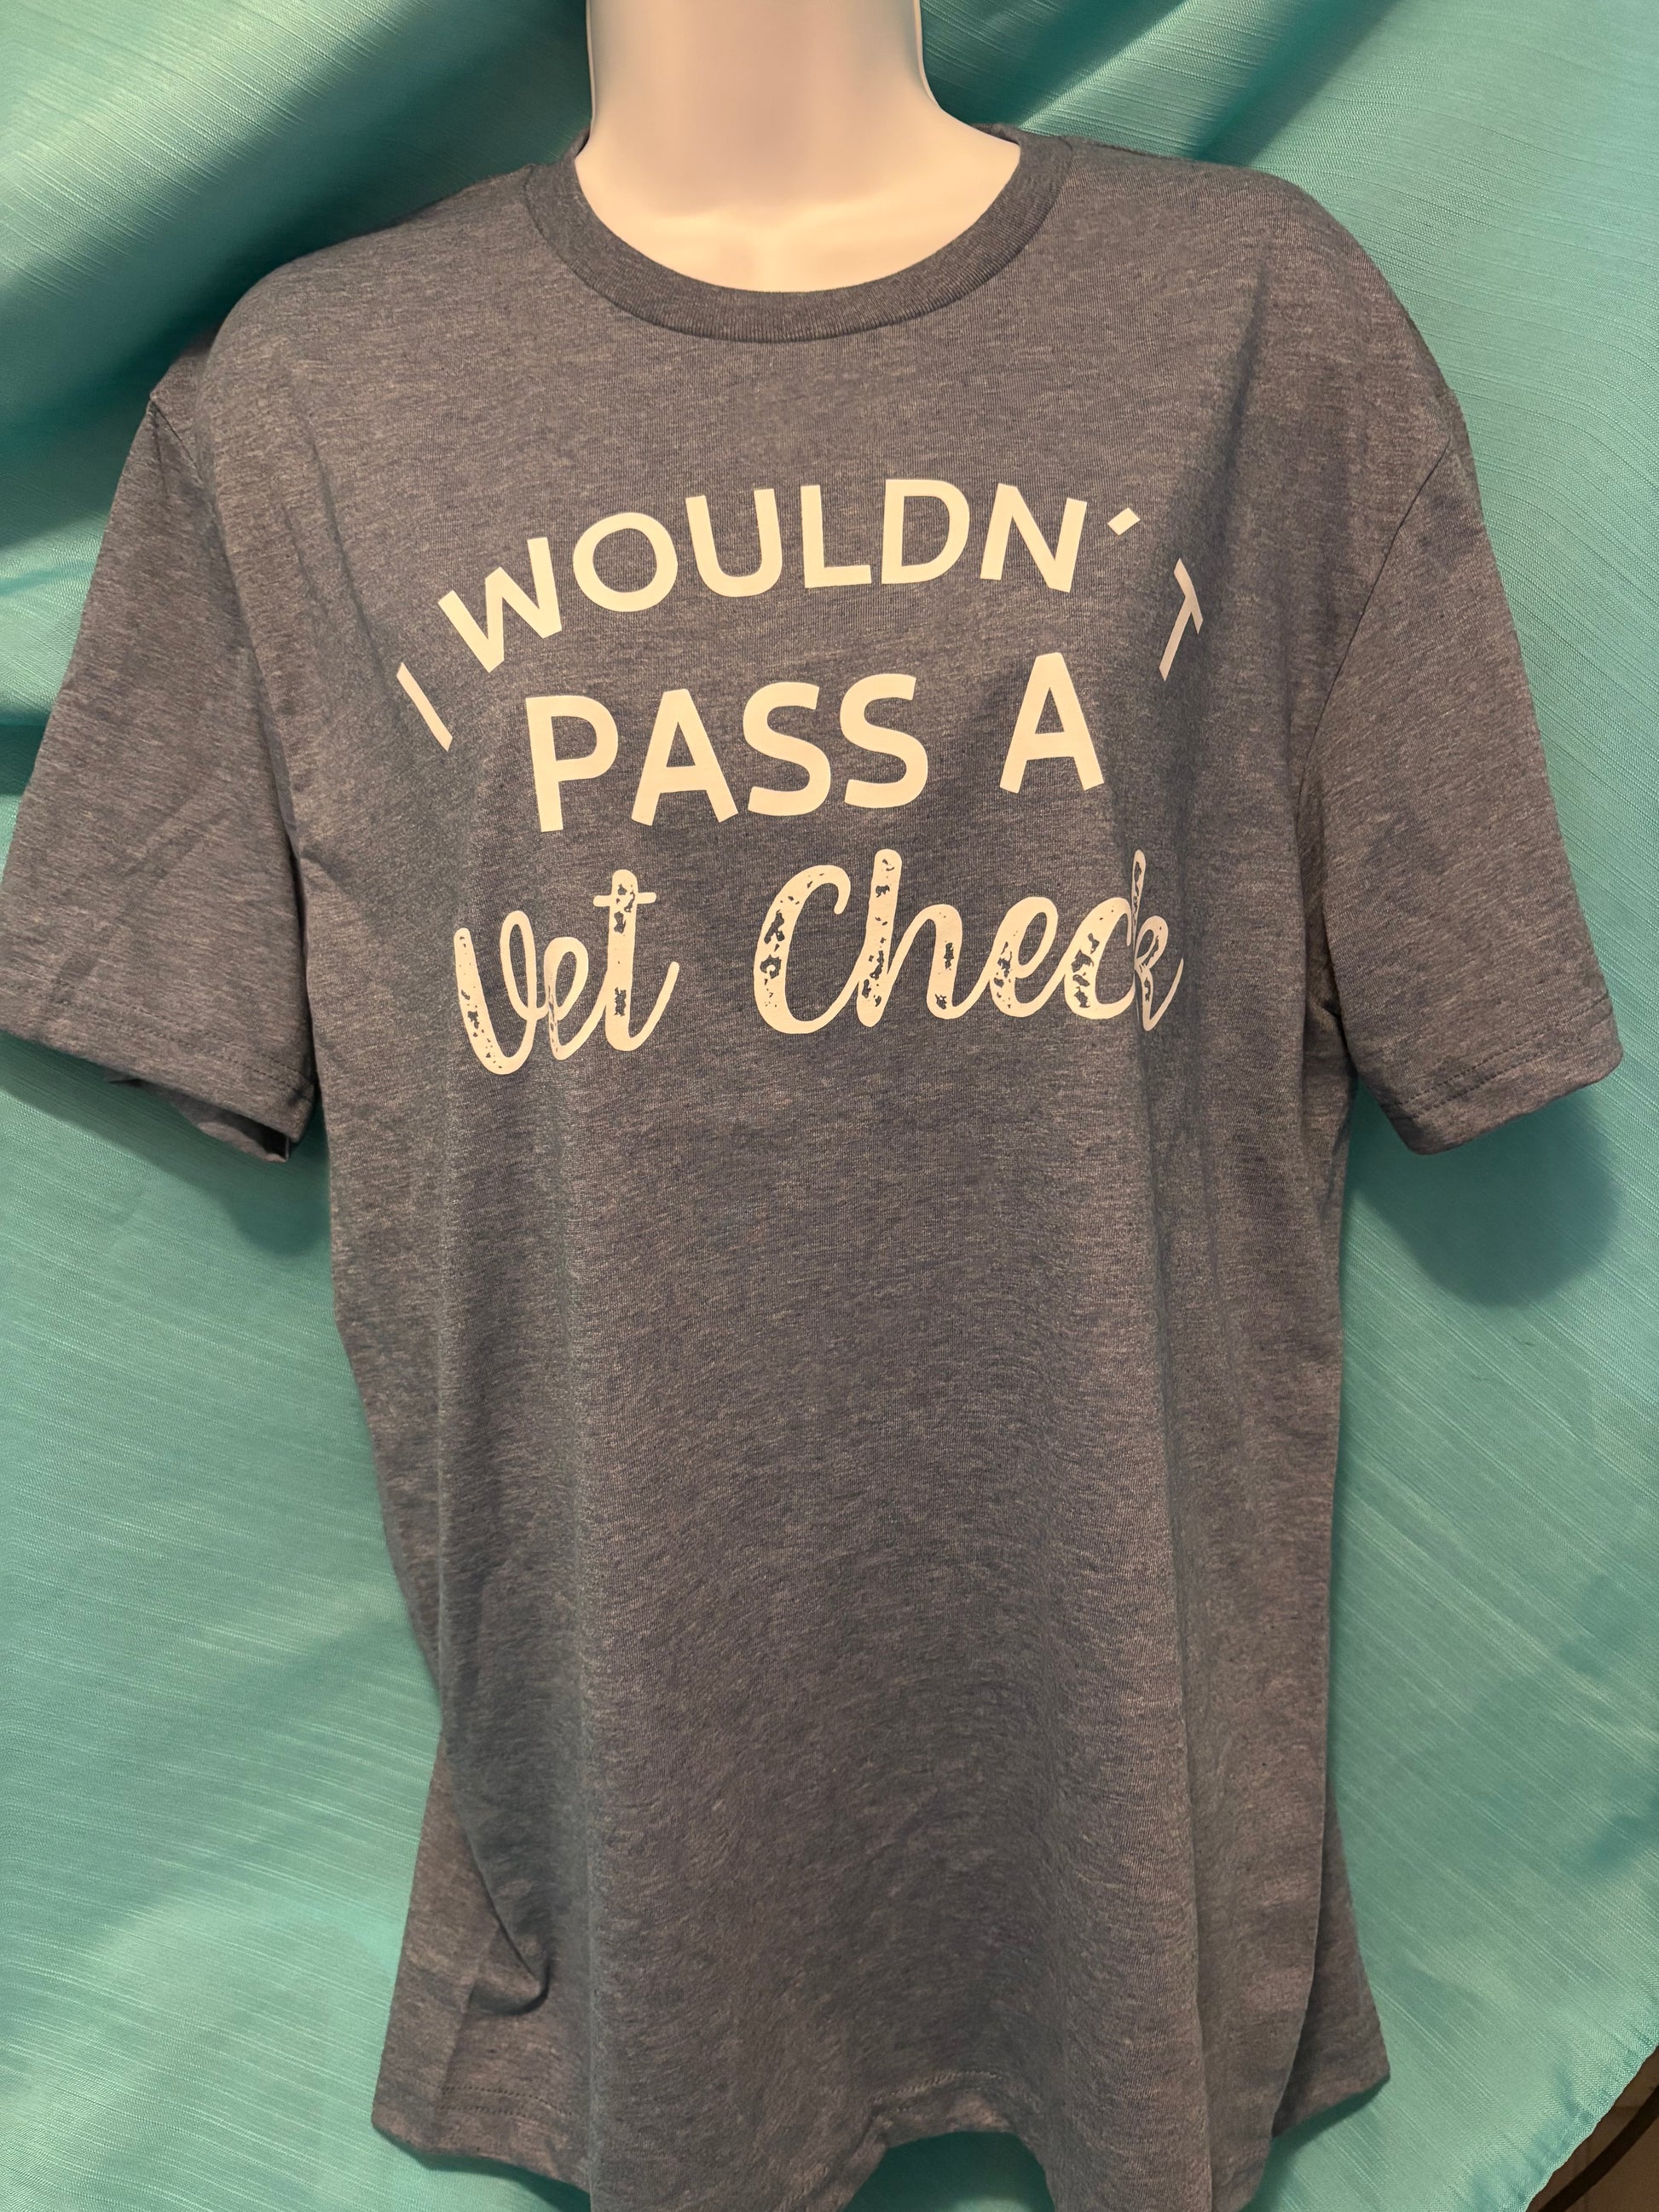 I WOULDN'T
PASS A
Vet Check